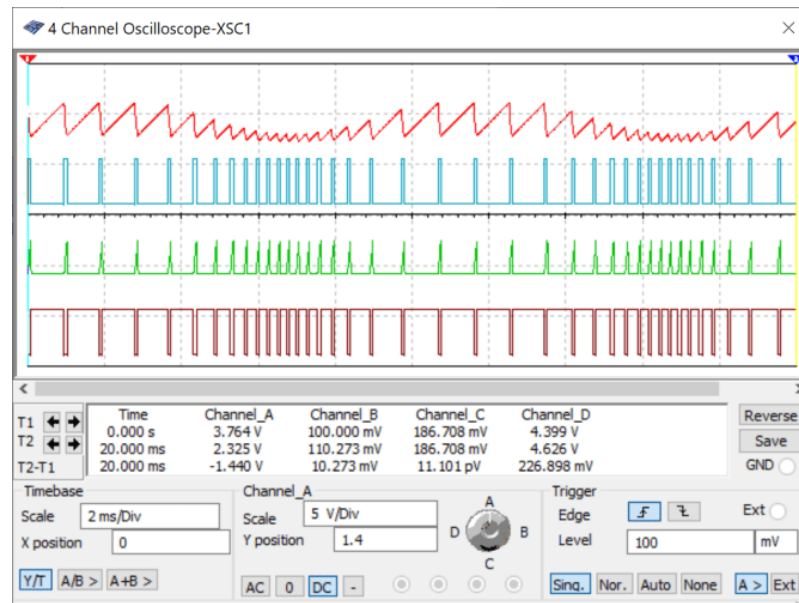 4 Channel Oscilloscope-XSC1
T1
T2
T2-T1
Time Channel_A Channel_B Channel_C Channel_D
0.000 s 3.764 V 100.000 mV 186.708 mV 4.399 V
20.000 ms 2.325 V 110.273 mV 186.708 mV 4.626 V
20.000 ms -1.440 V 10.273 mV 11.101 pV 226.898 mV
Reverse
Save
GND
Timebase
Scale 2 ms/Div
X position 0
Y/T A/B > A+B >
Channel_A
Scale 5 V/Div
Y position 1.4
AC 0 DC -
A
D B
C
Trigger
Edge Ext
Level 100 mV
Sing. Nor. Auto None A > Ext